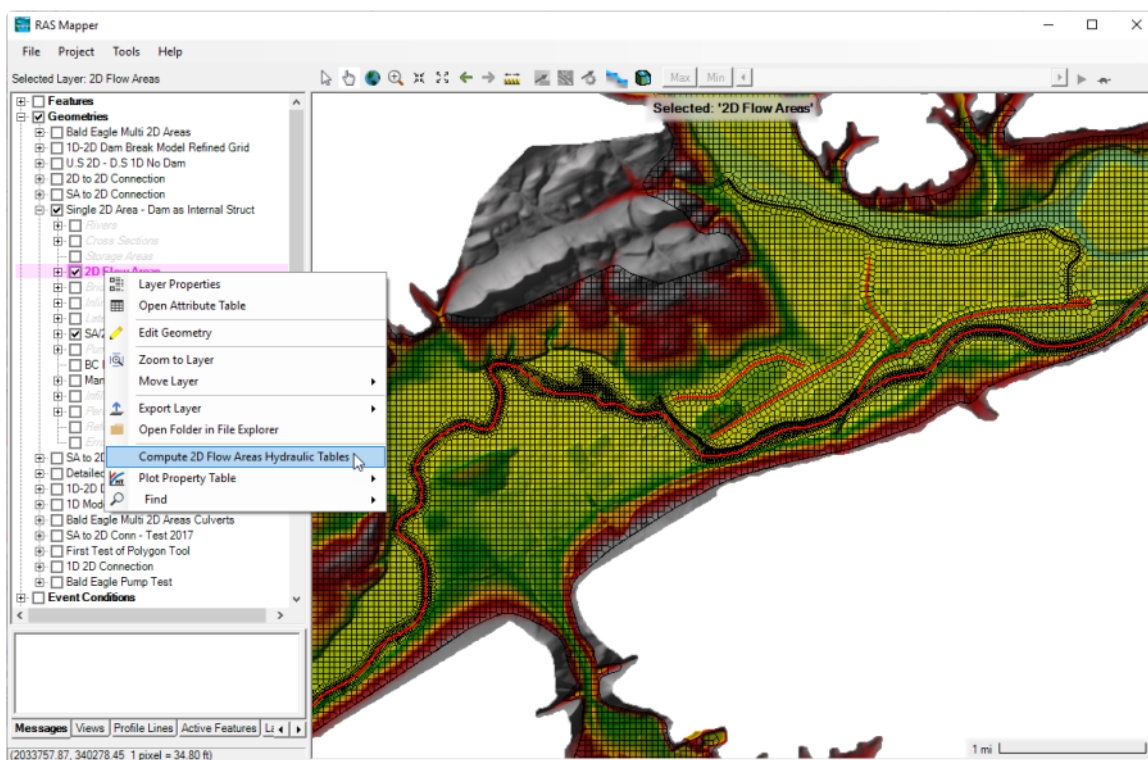 RAS Mapper
File Project Tools Help
Selected Layer: 2D Flow Areas
Max Min
Selected: '2D Flow Areas'
Features
Geometries
Bald Eagle Multi 2D Areas
1D-2D Dam Break Model Refined Grid
U.S 2D - D.S 1D No Dam
2D to 2D Connection
SA to 2D Connection
Single 2D Area - Dam as Internal Struct
Rivers
Cross Sections
Storage Areas
2D Flow Areas
Layer Properties
Open Attribute Table
Edit Geometry
Zoom to Layer
Move Layer
Export Layer
Open Folder in File Explorer
Compute 2D Flow Areas Hydraulic Tables
Plot Property Table
Find
SA/2
BC
Man
SA to 2D
Detailed
1D-2D
1D Mod
Bald Eagle Multi 2D Areas Culverts
SA to 2D Conn - Test 2017
First Test of Polygon Tool
1D 2D Connection
Bald Eagle Pump Test
Event Conditions
Messages Views Profile Lines Active Features
(2033757.87, 340278.45 1 pixel = 34.80 ft)
1 mi